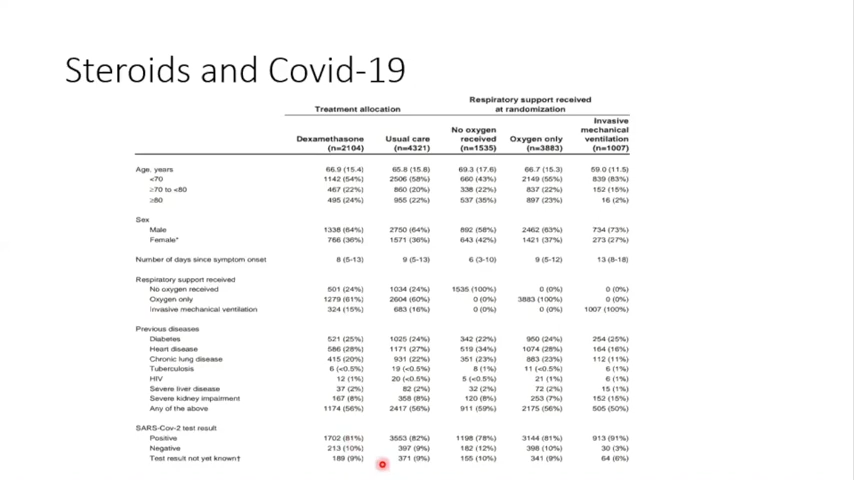 Steroids and Covid-19
Treatment allocation
Respiratory support received
at randomization
Dexamethasone
(n=2104)
Usual care
(n=4321)
No oxygen
received
(n=1535)
Oxygen only
(n=3883)
Invasive
mechanical
ventilation
(n=1007)
Age, years 66.9 (15.4) 65.8 (15.8) 69.3 (17.6) 66.7 (15.3) 59.0 (11.5)
<70 1142 (54%) 2506 (58%) 660 (43%) 2149 (55%) 839 (83%)
≥70 to <80 467 (22%) 860 (20%) 338 (22%) 837 (22%) 152 (15%)
≥80 495 (24%) 955 (22%) 537 (35%) 897 (23%) 16 (2%)
Sex
Male 1338 (64%) 2750 (64%) 892 (58%) 2462 (63%) 734 (73%)
Female* 766 (36%) 1571 (36%) 643 (42%) 1421 (37%) 273 (27%)
Number of days since symptom onset 8 (5-13) 9 (5-13) 6 (3-10) 9 (5-12) 13 (8-18)
Respiratory support received
No oxygen received 501 (24%) 1034 (24%) 1535 (100%) 0 (0%) 0 (0%)
Oxygen only 1279 (61%) 2604 (60%) 0 (0%) 3883 (100%) 0 (0%)
Invasive mechanical ventilation 324 (15%) 683 (16%) 0 (0%) 0 (0%) 1007 (100%)
Previous diseases
Diabetes 521 (25%) 1025 (24%) 342 (22%) 950 (24%) 254 (25%)
Heart disease 586 (28%) 1171 (27%) 519 (34%) 1074 (28%) 164 (16%)
Chronic lung disease 415 (20%) 931 (22%) 351 (23%) 883 (23%) 112 (11%)
Tuberculosis 6 (<0.5%) 19 (<0.5%) 8 (1%) 11 (<0.5%) 6 (1%)
HIV 12 (1%) 20 (<0.5%) 5 (<0.5%) 21 (1%) 6 (1%)
Severe liver disease 37 (2%) 82 (2%) 32 (2%) 72 (2%) 15 (1%)
Severe kidney impairment 167 (8%) 358 (8%) 120 (8%) 253 (7%) 152 (15%)
Any of the above 1174 (56%) 2417 (56%) 911 (59%) 2175 (56%) 505 (50%)
SARS-Cov-2 test result
Positive 1702 (81%) 3553 (82%) 1198 (78%) 3144 (81%) 913 (91%)
Negative 213 (10%) 397 (9%) 182 (12%) 398 (10%) 30 (3%)
Test result not yet known† 189 (9%) 371 (9%) 155 (10%) 341 (9%) 64 (6%)